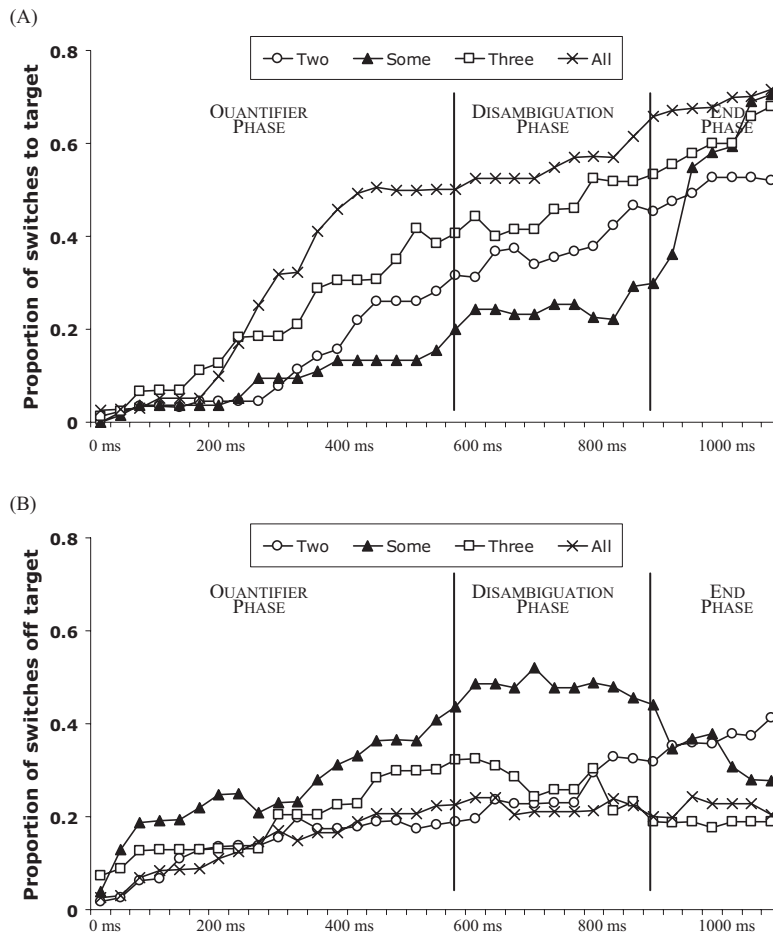 (A)
Proportion of switches to target
0.8
0.6
0.4
0.2
0
Two Some Three All
QUANTIFIER
PHASE
DISAMBIGUATION
PHASE
END
PHASE
0 ms 200 ms 400 ms 600 ms 800 ms 1000 ms
(B)
Proportion of switches off target
0.8
0.6
0.4
0.2
0
Two Some Three All
QUANTIFIER
PHASE
DISAMBIGUATION
PHASE
END
PHASE
0 ms 200 ms 400 ms 600 ms 800 ms 1000 ms